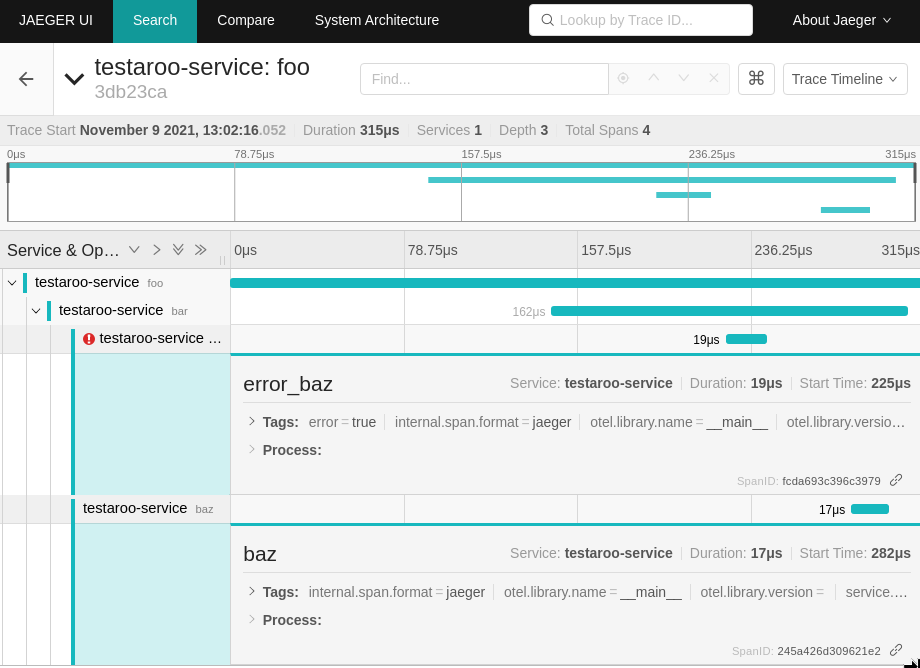 JAEGER UI Search Compare System Architecture Lookup by Trace ID... About Jaeger
testaroo-service: foo
3db23ca
Find... ⌘ Trace Timeline
Trace Start November 9 2021, 13:02:16.052 Duration 315μs Services 1 Depth 3 Total Spans 4
0μs 78.75μs 157.5μs 236.25μs 315μs
Service & Op… 0μs 78.75μs 157.5μs 236.25μs 315μs
testaroo-service foo
testaroo-service bar 162μs
testaroo-service … 19μs
error_baz Service: testaroo-service Duration: 19μs Start Time: 225μs
Tags: error = true internal.span.format = jaeger otel.library.name = __main__ otel.library.versio…
Process:
SpanID: fcda693c396c3979
testaroo-service baz 17μs
baz Service: testaroo-service Duration: 17μs Start Time: 282μs
Tags: internal.span.format = jaeger otel.library.name = __main__ otel.library.version = service.…
Process:
SpanID: 245a426d309621e2